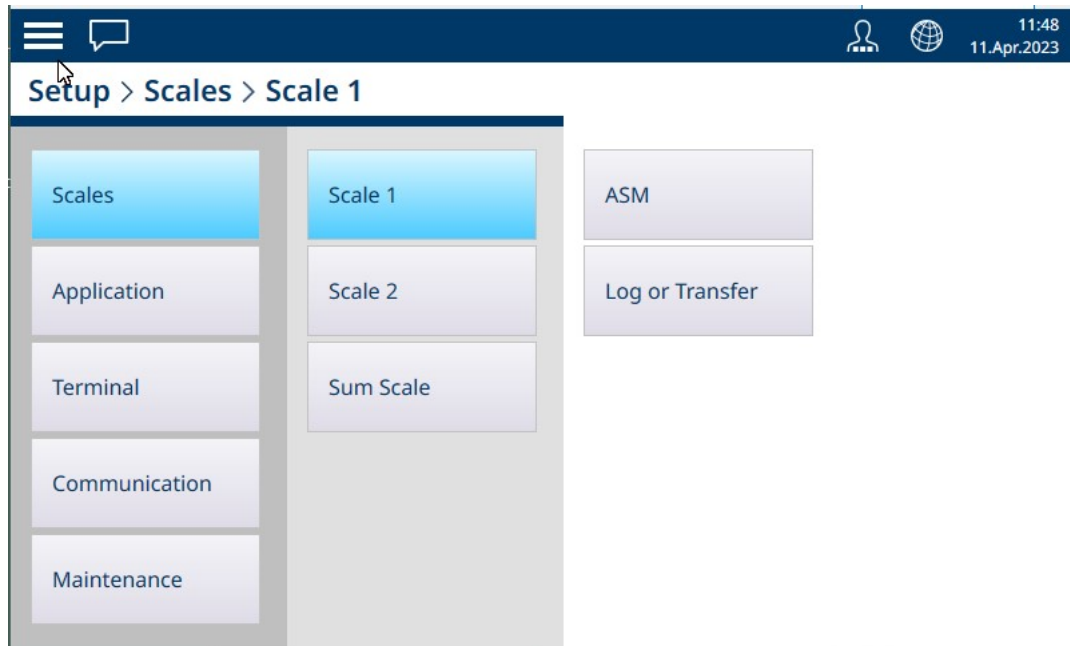 11:48
11.Apr.2023
Setup > Scales > Scale 1
Scales
Application
Terminal
Communication
Maintenance
Scale 1
Scale 2
Sum Scale
ASM
Log or Transfer